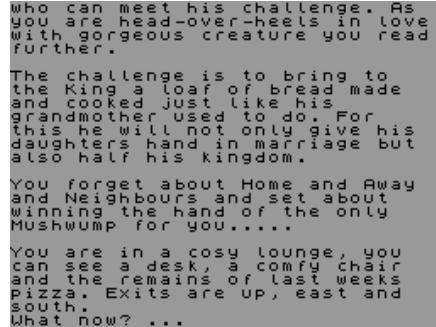 who can meet his challenge. As
you are head-over-heels in love
with gorgeous creature you read
further.
The challenge is to bring to
the King a loaf of bread made
and cooked just like his
grandmother used to do. For
this he will not only give his
daughters hand in marriage but
also half his kingdom.
You forget about Home and Away
and Neighbours and set about
winning the hand of the only
Mushwump for you.....
You are in a cosy lounge, you
can see a desk, a comfy chair
and the remains of last weeks
pizza. Exits are up, east and
south.
What now? ...